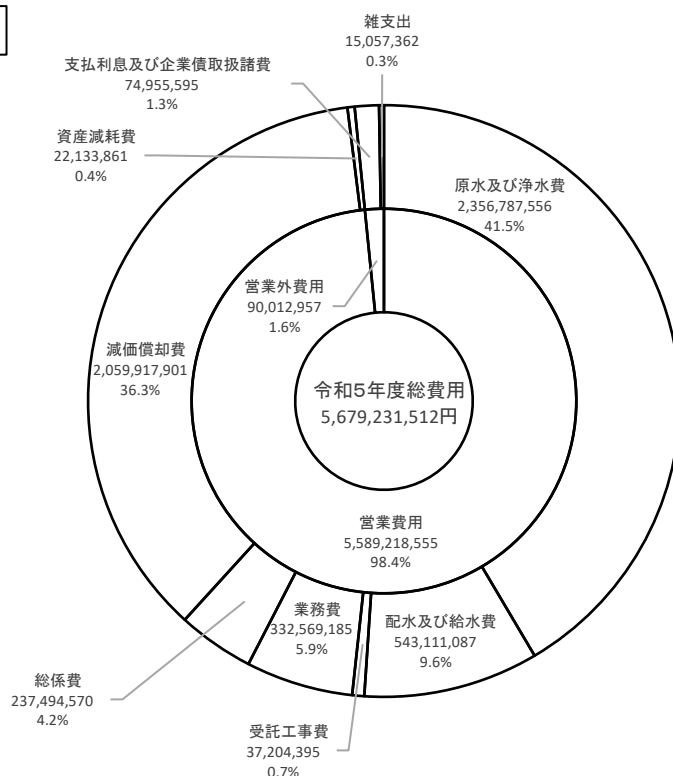 雑支出
15,057,362
0.3%
支払利息及び企業債取扱諸費
74,955,595
1.3%
資産減耗費
22,133,861
0.4%
原水及び浄水費
2,356,787,556
41.5%
営業外費用
90,012,957
1.6%
減価償却費
2,059,917,901
36.3%
令和5年度総費用
5,679,231,512円
営業費用
5,589,218,555
98.4%
業務費
332,569,185
5.9%
配水及び給水費
543,111,087
9.6%
総係費
237,494,570
4.2%
受託工事費
37,204,395
0.7%